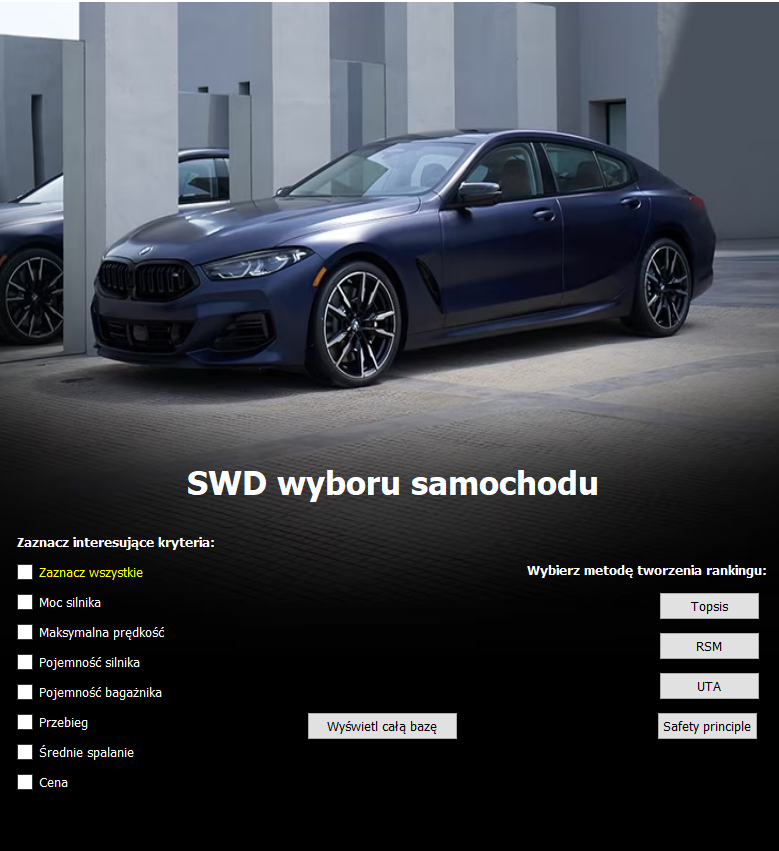 SWD wyboru samochodu
Zaznacz interesujące kryteria:
Zaznacz wszystkie
Moc silnika
Maksymalna prędkość
Pojemność silnika
Pojemność bagażnika
Przebieg
Średnie spalanie
Cena
Wyświetl całą bazę
Wybierz metodę tworzenia rankingu:
Topsis
RSM
UTA
Safety principle